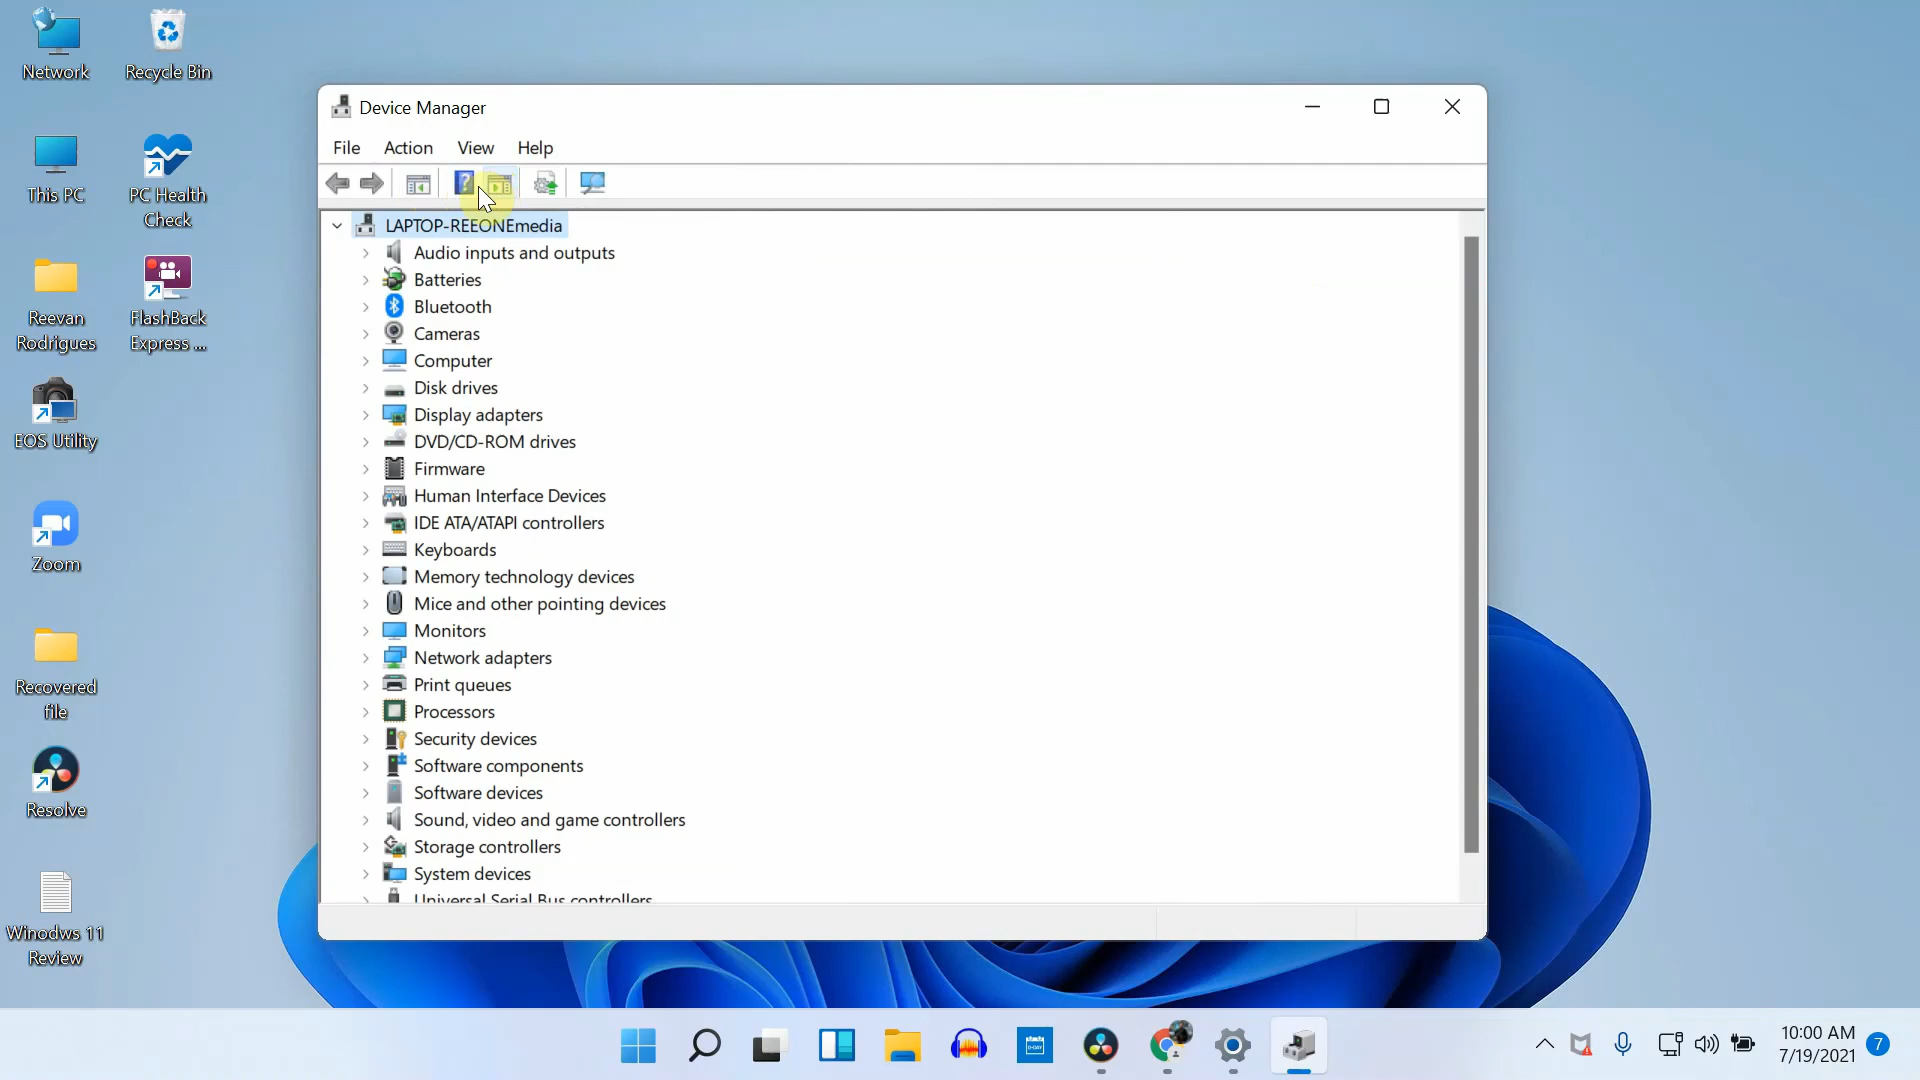 Network
Recycle Bin
This PC
PC Health
Check
Reevan
Rodrigues
FlashBack
Express ...
EOS Utility
Zoom
Recovered
file
Resolve
Winodws 11
Review
Device Manager
File Action View Help
LAPTOP-REEONEmedia
Audio inputs and outputs
Batteries
Bluetooth
Cameras
Computer
Disk drives
Display adapters
DVD/CD-ROM drives
Firmware
Human Interface Devices
IDE ATA/ATAPI controllers
Keyboards
Memory technology devices
Mice and other pointing devices
Monitors
Network adapters
Print queues
Processors
Security devices
Software components
Software devices
Sound, video and game controllers
Storage controllers
System devices
Universal Serial Bus controllers
10:00 AM
7/19/2021
7